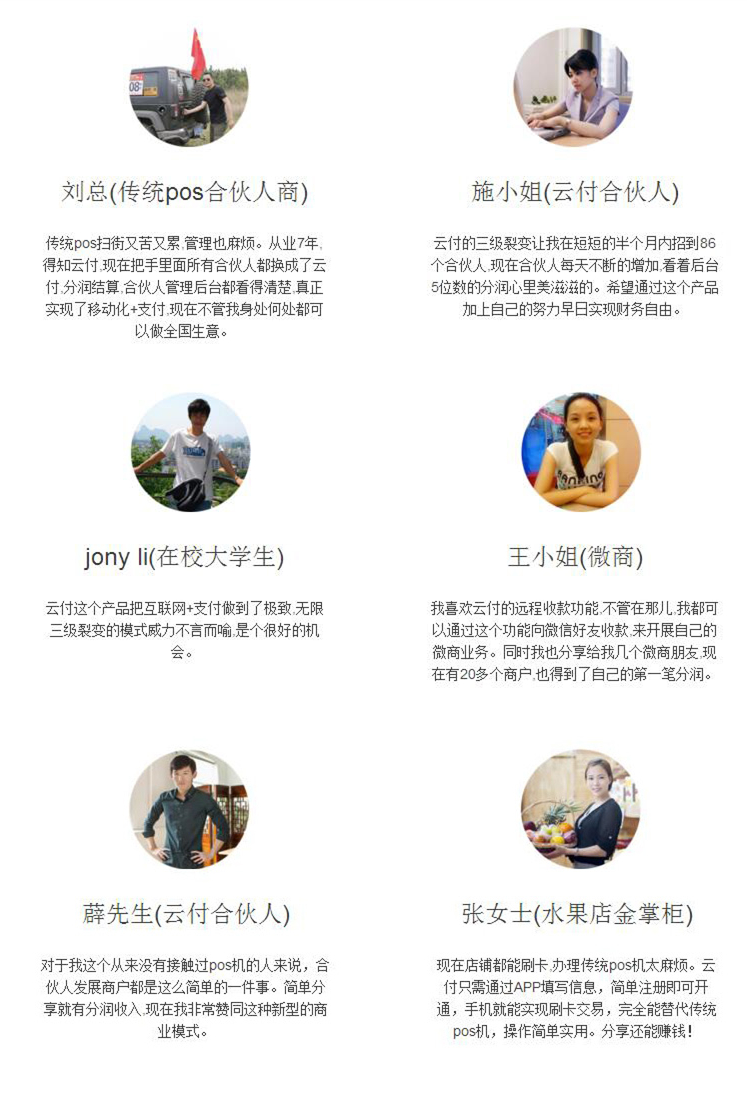 刘总(传统pos合伙人商)
传统pos扫街又苦又累,管理也麻烦。从业7年,
得知云付,现在把手里面所有合伙人都换成了云
付,分润结算,合伙人管理后台都看得清楚,真正
实现了移动化+支付,现在不管我身处何处都可
以做全国生意。
施小姐(云付合伙人)
云付的三级裂变让我在短短的半个月内招到86
个合伙人,现在合伙人每天不断的增加,看着后台
5位数的分润心里美滋滋的。希望通过这个产品
加上自己的努力早日实现财务自由。
jony li(在校大学生)
云付这个产品把互联网+支付做到了极致,无限
三级裂变的模式威力不言而喻,是个很好的机
会。
王小姐(微商)
我喜欢云付的远程收款功能,不管在那儿,我都可
以通过这个功能向微信好友收款,来开展自己的
微商业务。同时我也分享给我几个微商朋友,现
在有20多个商户,也得到了自己的第一笔分润。
薜先生(云付合伙人)
对于我这个从来没有接触过pos机的人来说，合
伙人发展商户都是这么简单的一件事。简单分
享就有分润收入,现在我非常赞同这种新型的商
业模式。
张女士(水果店金掌柜)
现在店铺都能刷卡,办理传统pos机太麻烦。云
付只需通过APP填写信息，简单注册即可开
通，手机就能实现刷卡交易，完全能替代传统
pos机，操作简单实用。分享还能赚钱！